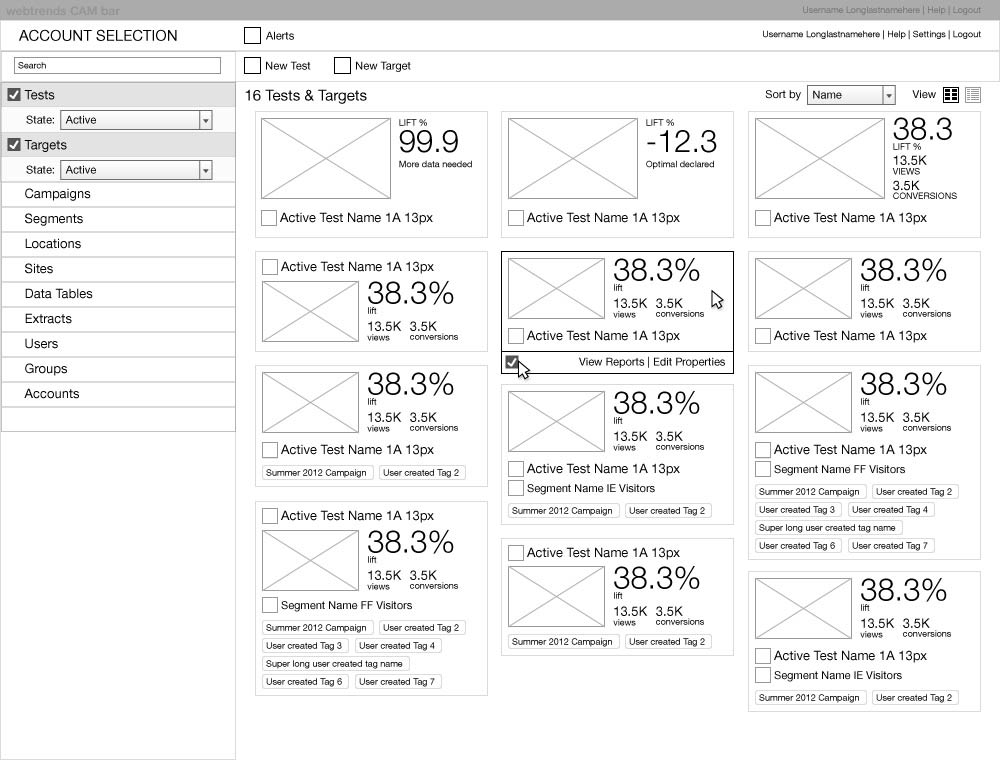 webtrends CAM bar
Username Longlastnamehere | Help | Logout
ACCOUNT SELECTION
Alerts
Username Longlastnamehere | Help | Settings | Logout
Search
New Test
New Target
Tests
State: Active
Targets
State: Active
Campaigns
Segments
Locations
Sites
Data Tables
Extracts
Users
Groups
Accounts
16 Tests & Targets
Sort by Name
View
LIFT %
99.9
More data needed
Active Test Name 1A 13px
LIFT %
-12.3
Optimal declared
Active Test Name 1A 13px
38.3
LIFT %
13.5K
VIEWS
3.5K
CONVERSIONS
Active Test Name 1A 13px
Active Test Name 1A 13px
38.3%
lift
13.5K 3.5K
views conversions
38.3%
lift
13.5K 3.5K
views conversions
Active Test Name 1A 13px
View Reports | Edit Properties
38.3%
lift
13.5K 3.5K
views conversions
Active Test Name 1A 13px
38.3%
lift
13.5K 3.5K
views conversions
Active Test Name 1A 13px
Summer 2012 Campaign User created Tag 2
38.3%
lift
13.5K 3.5K
views conversions
Active Test Name 1A 13px
Segment Name IE Visitors
Summer 2012 Campaign User created Tag 2
38.3%
lift
13.5K 3.5K
views conversions
Active Test Name 1A 13px
Segment Name FF Visitors
Summer 2012 Campaign User created Tag 2
User created Tag 3 User created Tag 4
Super long user created tag name
User created Tag 6 User created Tag 7
Active Test Name 1A 13px
38.3%
lift
13.5K 3.5K
views conversions
Segment Name FF Visitors
Summer 2012 Campaign User created Tag 2
User created Tag 3 User created Tag 4
Super long user created tag name
User created Tag 6 User created Tag 7
Active Test Name 1A 13px
38.3%
lift
13.5K 3.5K
views conversions
Summer 2012 Campaign User created Tag 2
38.3%
lift
13.5K 3.5K
views conversions
Active Test Name 1A 13px
Segment Name IE Visitors
Summer 2012 Campaign User created Tag 2